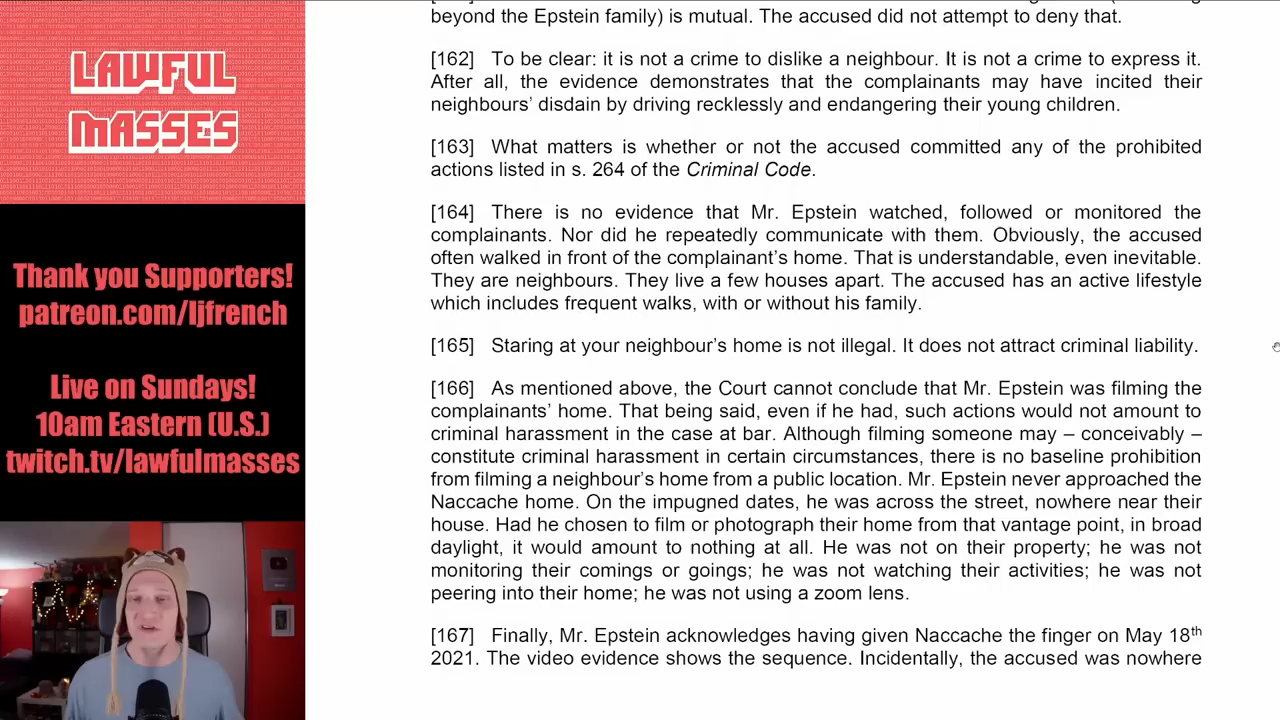 LAWFUL
MASSES
Thank you Supporters!
patreon.com/ljfrench
Live on Sundays!
10am Eastern (U.S.)
twitch.tv/lawfulmasses
beyond the Epstein family) is mutual. The accused did not attempt to deny that.
[162] To be clear: it is not a crime to dislike a neighbour. It is not a crime to express it.
After all, the evidence demonstrates that the complainants may have incited their
neighbours' disdain by driving recklessly and endangering their young children.
[163] What matters is whether or not the accused committed any of the prohibited
actions listed in s. 264 of the Criminal Code.
[164] There is no evidence that Mr. Epstein watched, followed or monitored the
complainants. Nor did he repeatedly communicate with them. Obviously, the accused
often walked in front of the complainant's home. That is understandable, even inevitable.
They are neighbours. They live a few houses apart. The accused has an active lifestyle
which includes frequent walks, with or without his family.
[165] Staring at your neighbour's home is not illegal. It does not attract criminal liability.
[166] As mentioned above, the Court cannot conclude that Mr. Epstein was filming the
complainants' home. That being said, even if he had, such actions would not amount to
criminal harassment in the case at bar. Although filming someone may – conceivably –
constitute criminal harassment in certain circumstances, there is no baseline prohibition
from filming a neighbour's home from a public location. Mr. Epstein never approached the
Naccache home. On the impugned dates, he was across the street, nowhere near their
house. Had he chosen to film or photograph their home from that vantage point, in broad
daylight, it would amount to nothing at all. He was not on their property; he was not
monitoring their comings or goings; he was not watching their activities; he was not
peering into their home; he was not using a zoom lens.
[167] Finally, Mr. Epstein acknowledges having given Naccache the finger on May 18th
2021. The video evidence shows the sequence. Incidentally, the accused was nowhere